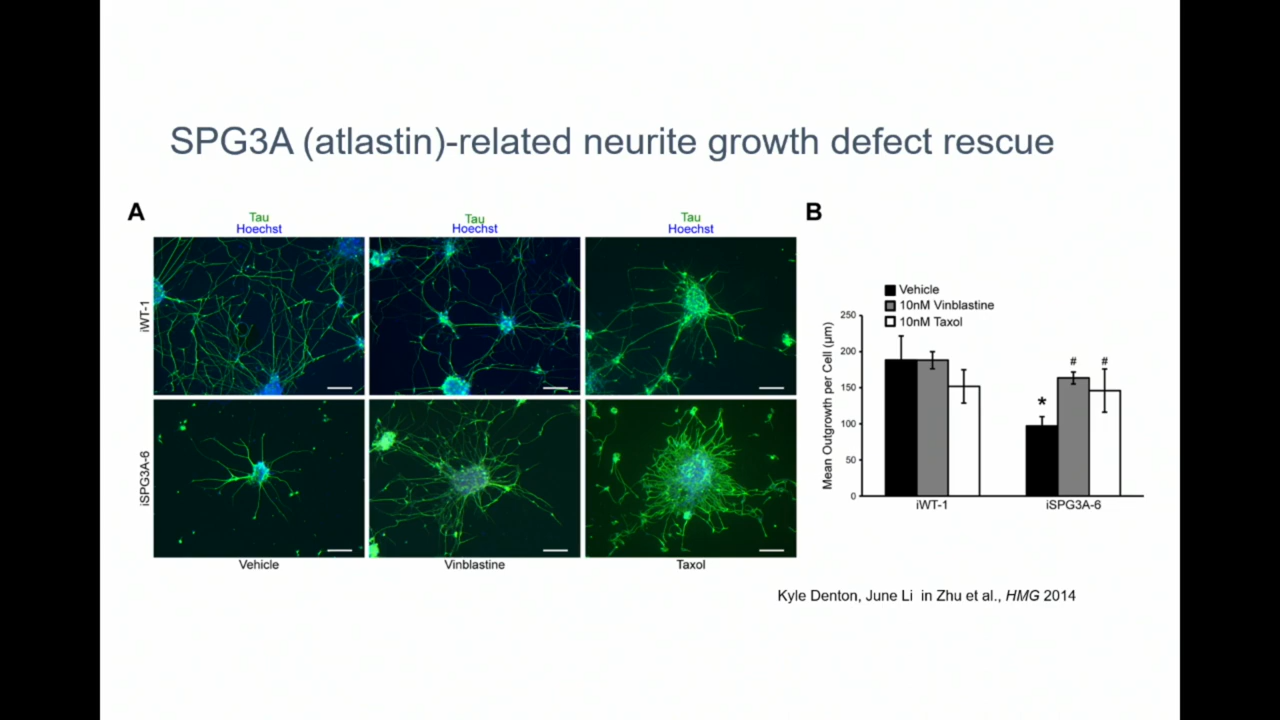 SPG3A (atlastin)-related neurite growth defect rescue
A
Tau
Hoechst
Tau
Hoechst
Tau
Hoechst
iWT-1
iSPG3A-6
Vehicle
Vinblastine
Taxol
B
Vehicle
10nM Vinblastine
10nM Taxol
Mean Outgrowth per Cell (µm)
250
200
150
100
50
0
*
#
#
iWT-1
iSPG3A-6
Kyle Denton, June Li in Zhu et al., HMG 2014